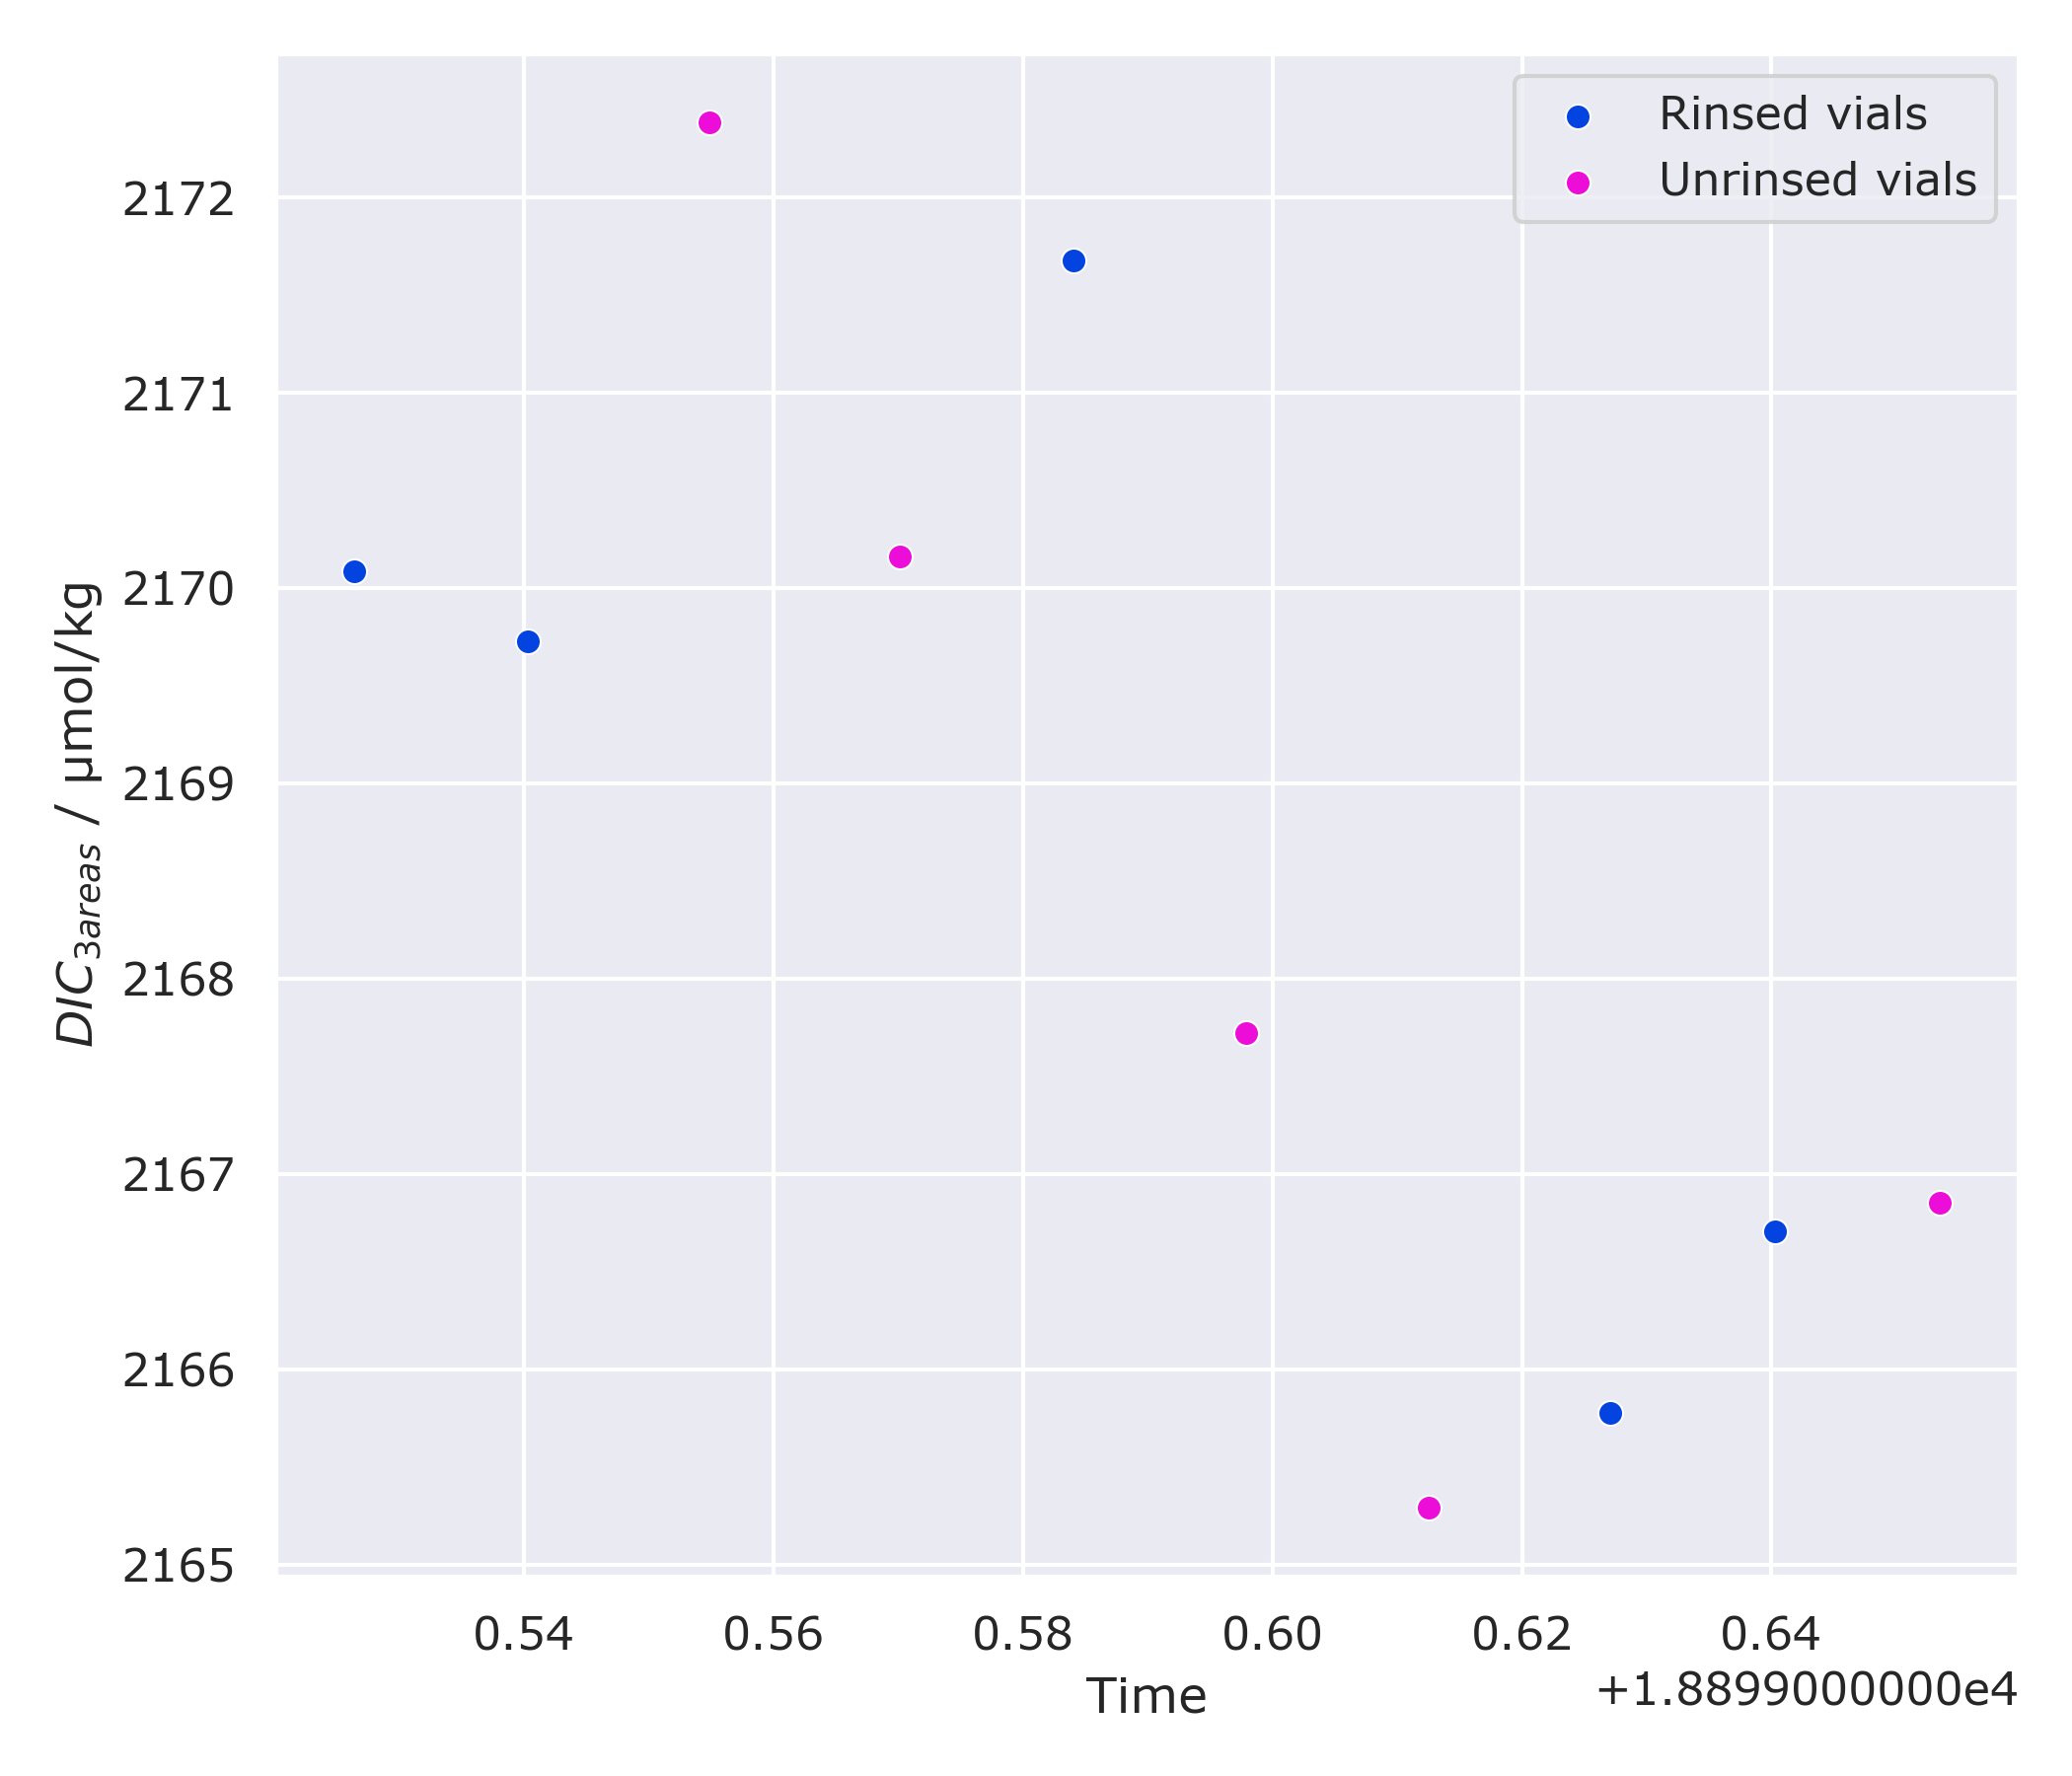 Rinsed vials
Unrinsed vials
2172
2171
2170
2169
2168
2167
2166
2165
DIC3areas / µmol/kg
0.54 0.56 0.58 0.60 0.62 0.64
+1.8899000000e4
Time